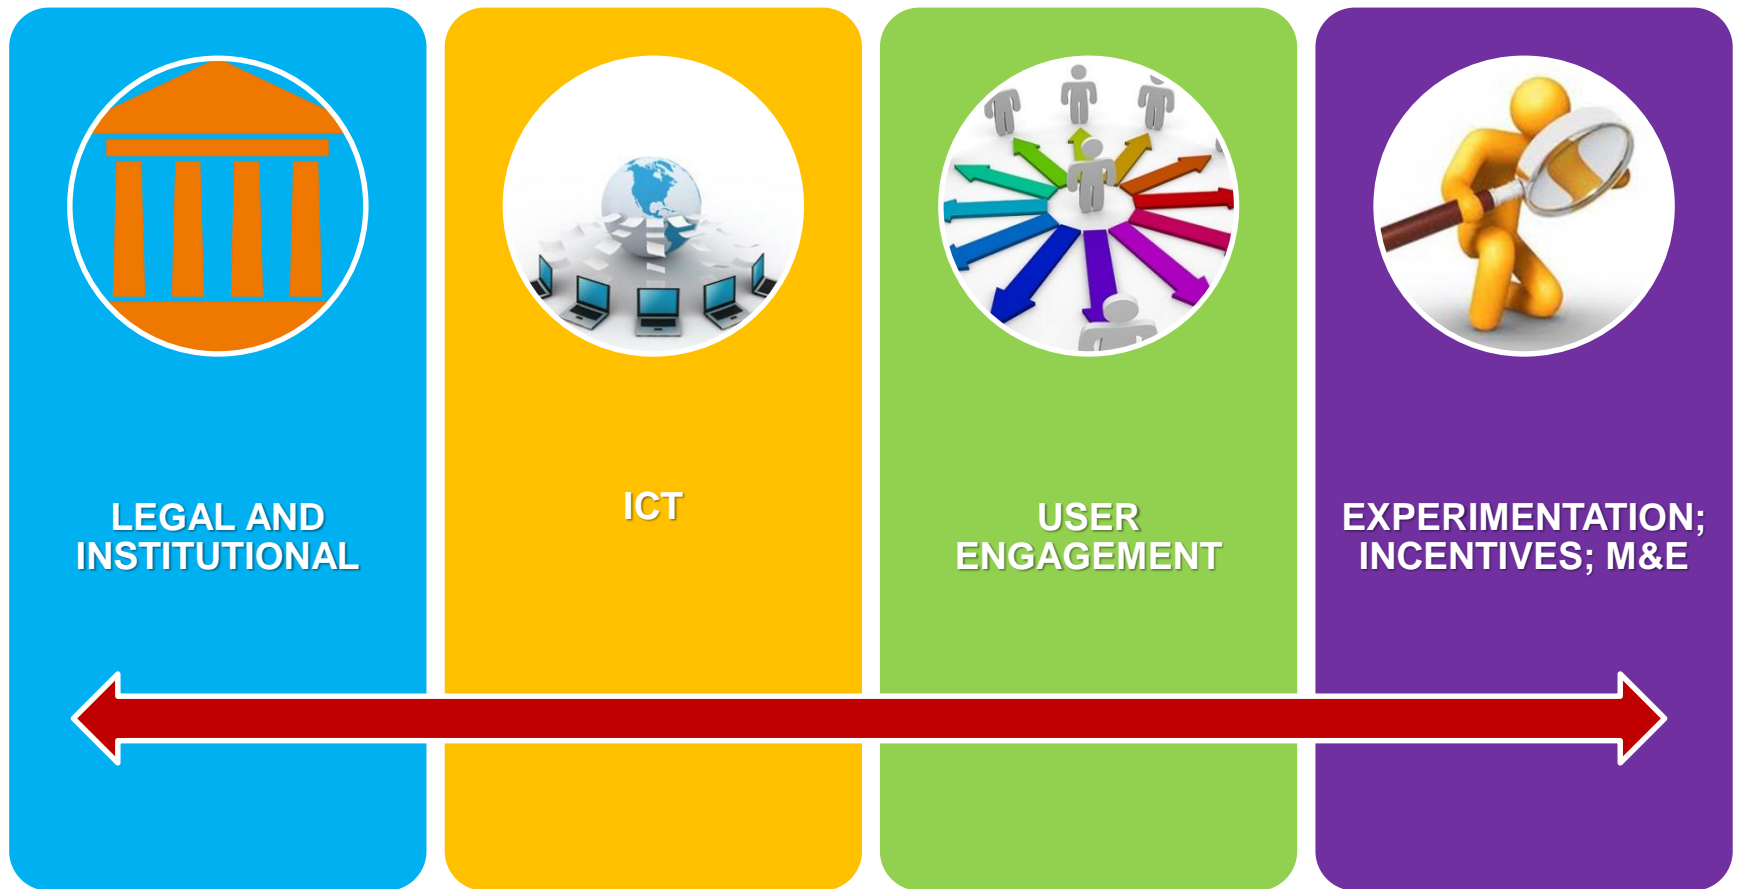 LEGAL AND
INSTITUTIONAL
ICT
USER
ENGAGEMENT
EXPERIMENTATION;
INCENTIVES; M&E